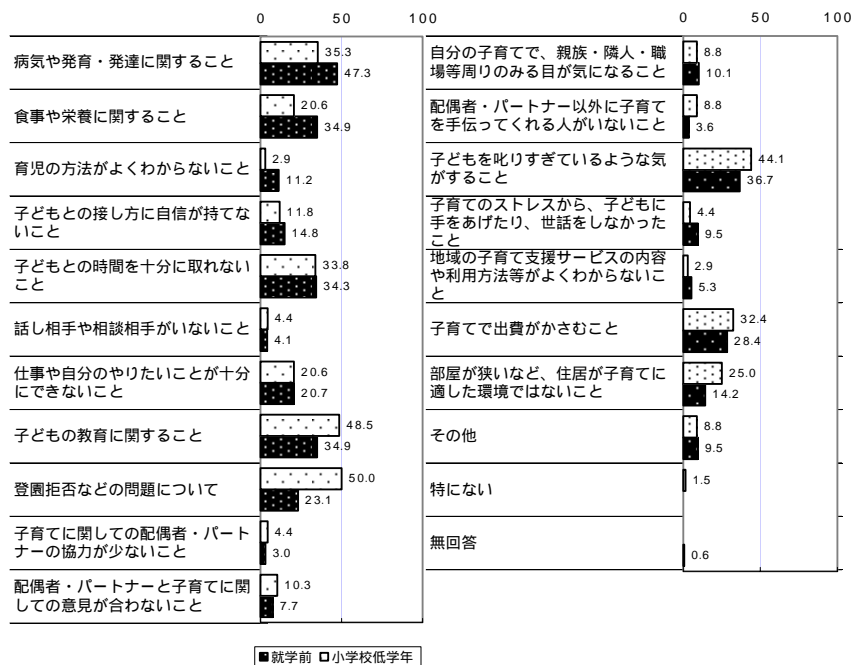 0 50 100
病気や発育・発達に関すること
35.3
47.3
食事や栄養に関すること
20.6
34.9
育児の方法がよくわからないこと
2.9
11.2
子どもとの接し方に自信が持てな
いこと
11.8
14.8
子どもとの時間を十分に取れない
こと
33.8
34.3
話し相手や相談相手がいないこと
4.4
4.1
仕事や自分のやりたいことが十分
にできないこと
20.6
20.7
子どもの教育に関すること
48.5
34.9
登園拒否などの問題について
50.0
23.1
子育てに関しての配偶者・パート
ナーの協力が少ないこと
4.4
3.0
配偶者・パートナーと子育てに関
しての意見が合わないこと
10.3
7.7
0 50 100
自分の子育てで、親族・隣人・職
場等周りのみる目が気になること
8.8
10.1
配偶者・パートナー以外に子育て
を手伝ってくれる人がいないこと
8.8
3.6
子どもを叱りすぎているような気
がすること
44.1
36.7
子育てのストレスから、子どもに
手をあげたり、世話をしなかった
こと
4.4
9.5
地域の子育て支援サービスの内容
や利用方法等がよくわからないこ
と
2.9
5.3
子育てで出費がかさむこと
32.4
28.4
部屋が狭いなど、住居が子育てに
適した環境ではないこと
25.0
14.2
その他
8.8
9.5
特にない
1.5
無回答
0.6
就学前 小学校低学年